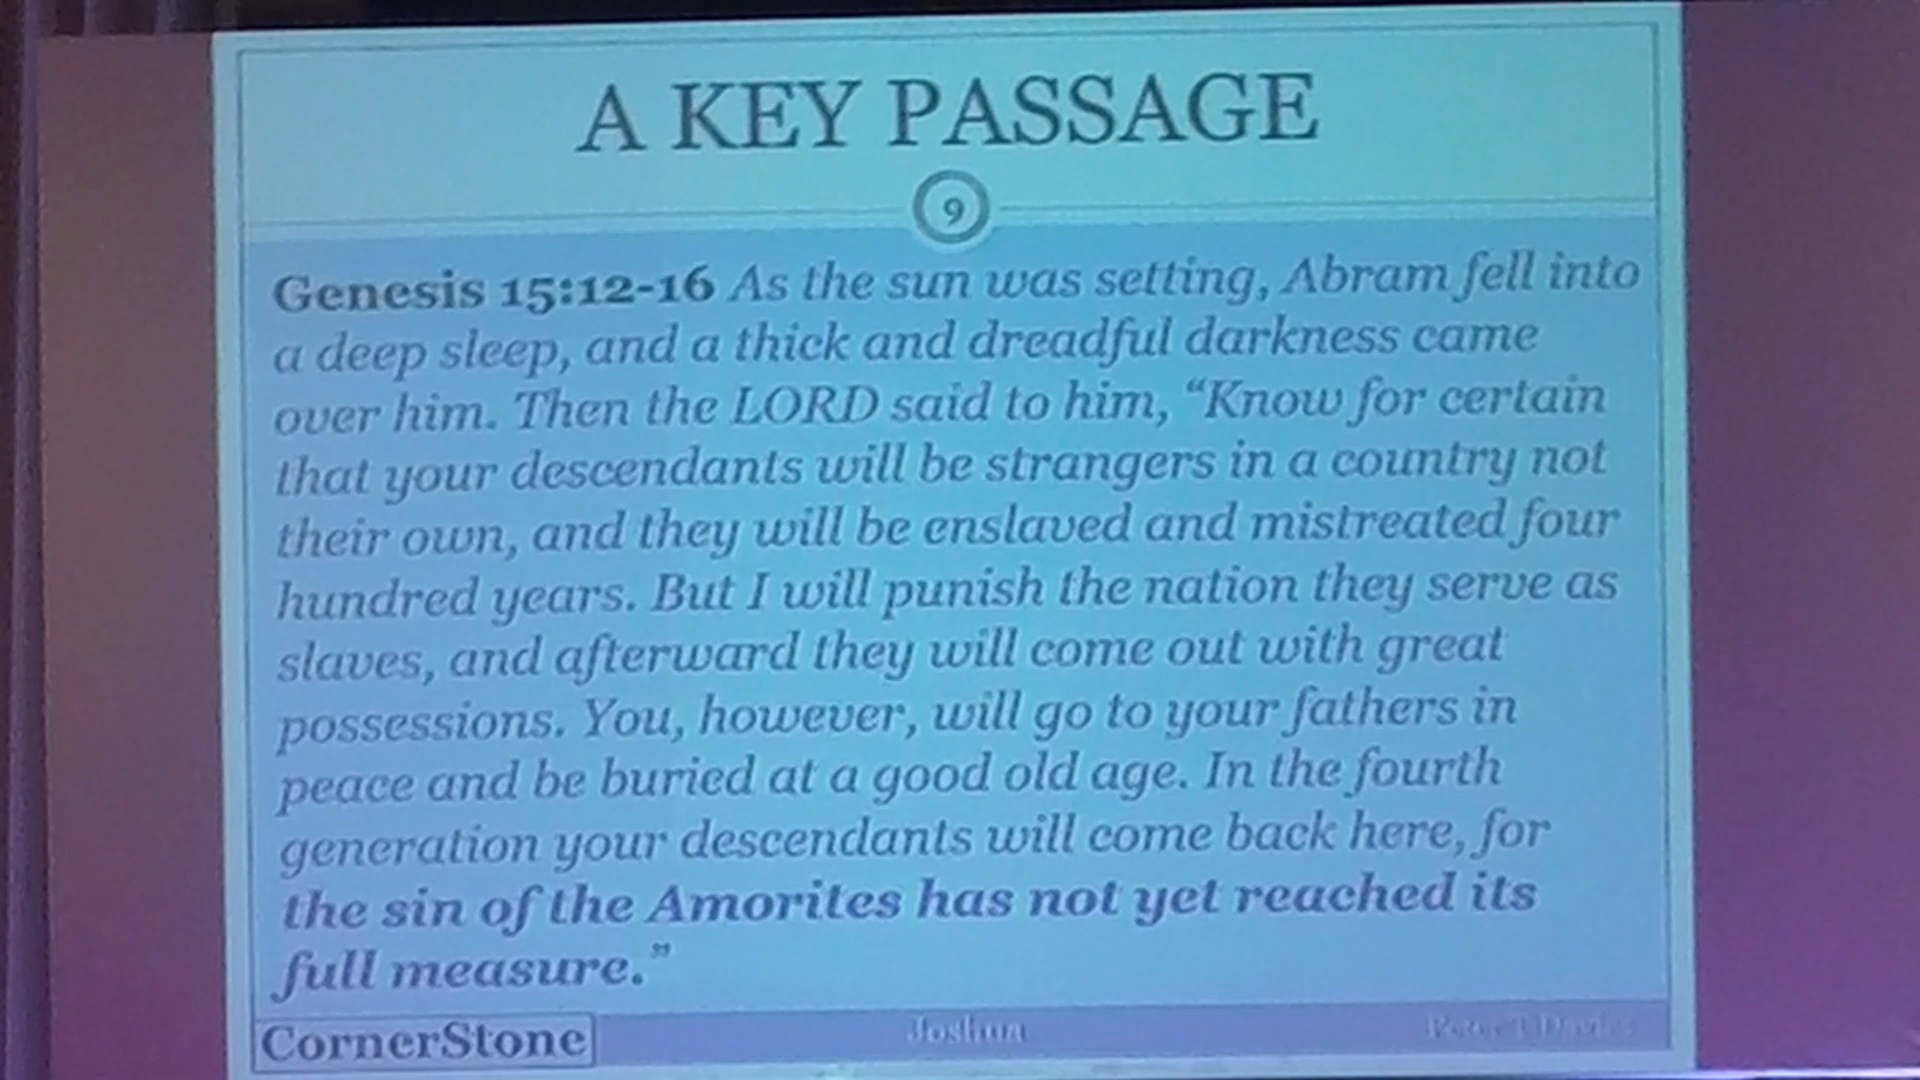 A KEY PASSAGE
9
Genesis 15:12-16 As the sun was setting, Abram fell into
a deep sleep, and a thick and dreadful darkness came
over him. Then the LORD said to him, “Know for certain
that your descendants will be strangers in a country not
their own, and they will be enslaved and mistreated four
hundred years. But I will punish the nation they serve as
slaves, and afterward they will come out with great
possessions. You, however, will go to your fathers in
peace and be buried at a good old age. In the fourth
generation your descendants will come back here, for
the sin of the Amorites has not yet reached its
full measure.”
CornerStone
Joshua